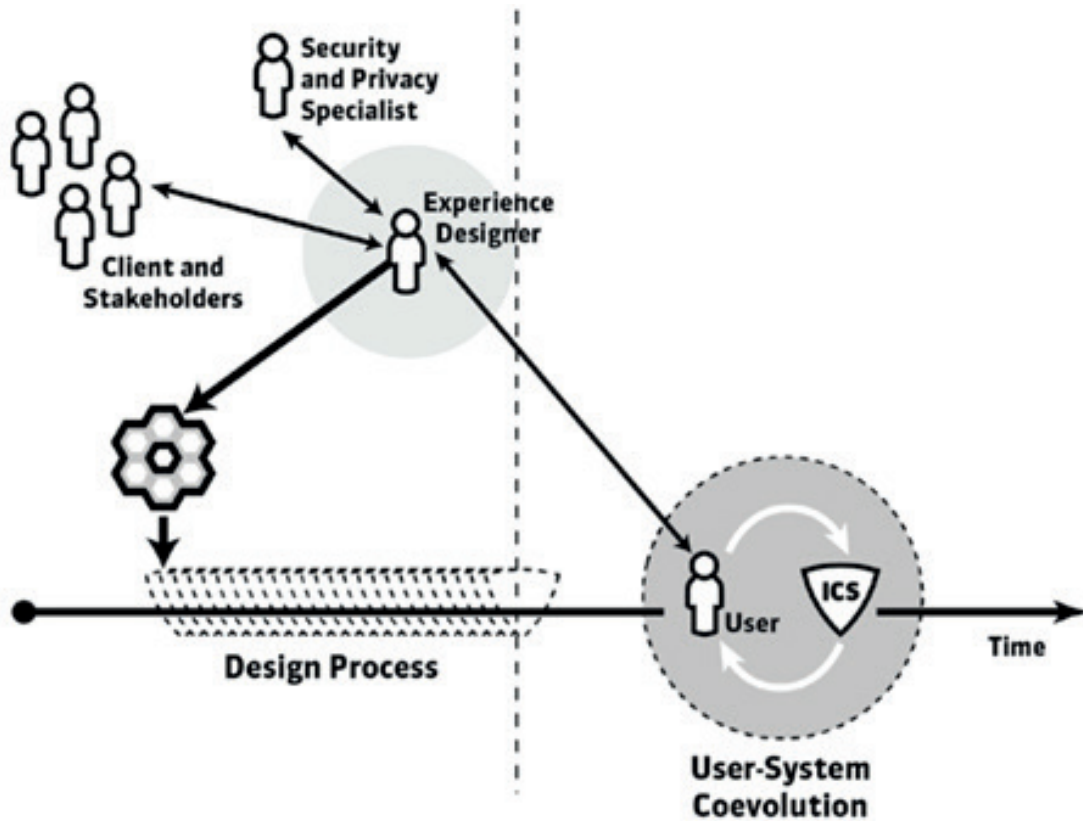 Security
and Privacy
Specialist
Experience
Designer
Client and
Stakeholders
ICS
User
Time
Design Process
User-System
Coevolution